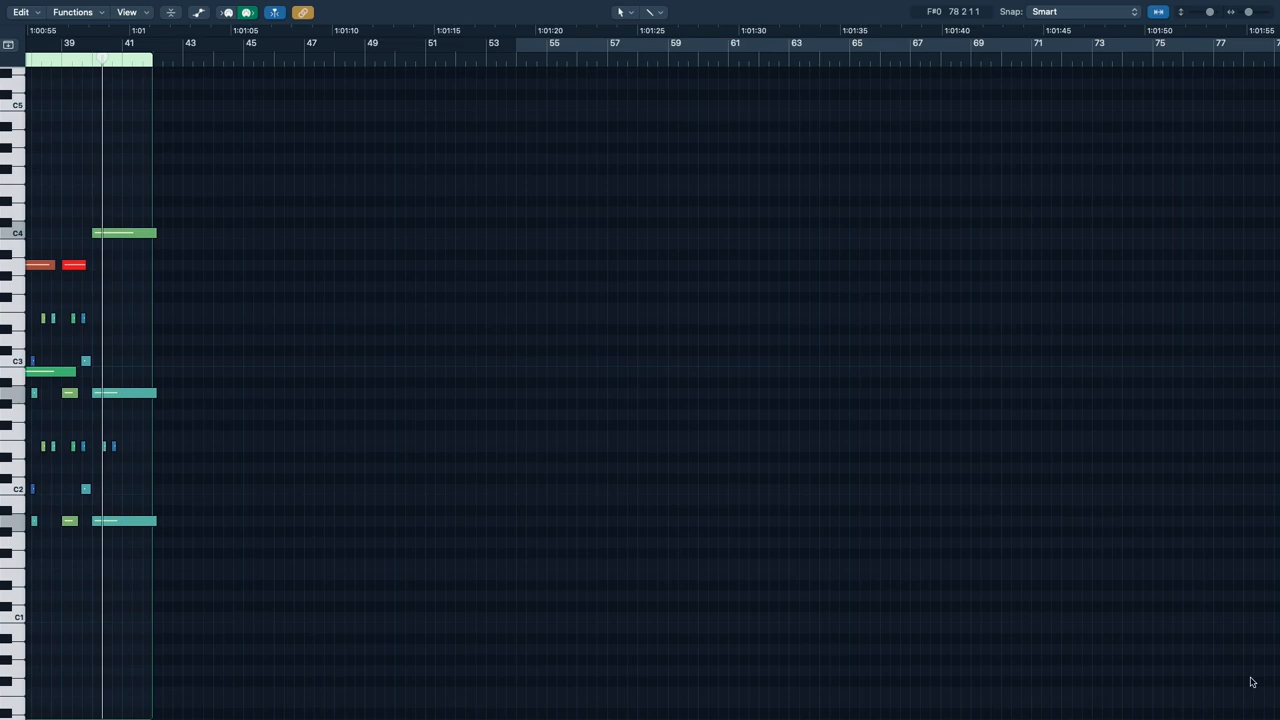 Edit Functions View F#0 78 2 1 1 Snap: Smart
1:00:55 1:01 1:01:05 1:01:10 1:01:15 1:01:20 1:01:25 1:01:30 1:01:35 1:01:40 1:01:45 1:01:50 1:01:55
39 41 43 45 47 49 51 63 55 57 59 61 63 65 67 69 71 73 75 77
C5
C4
C3
C2
C1